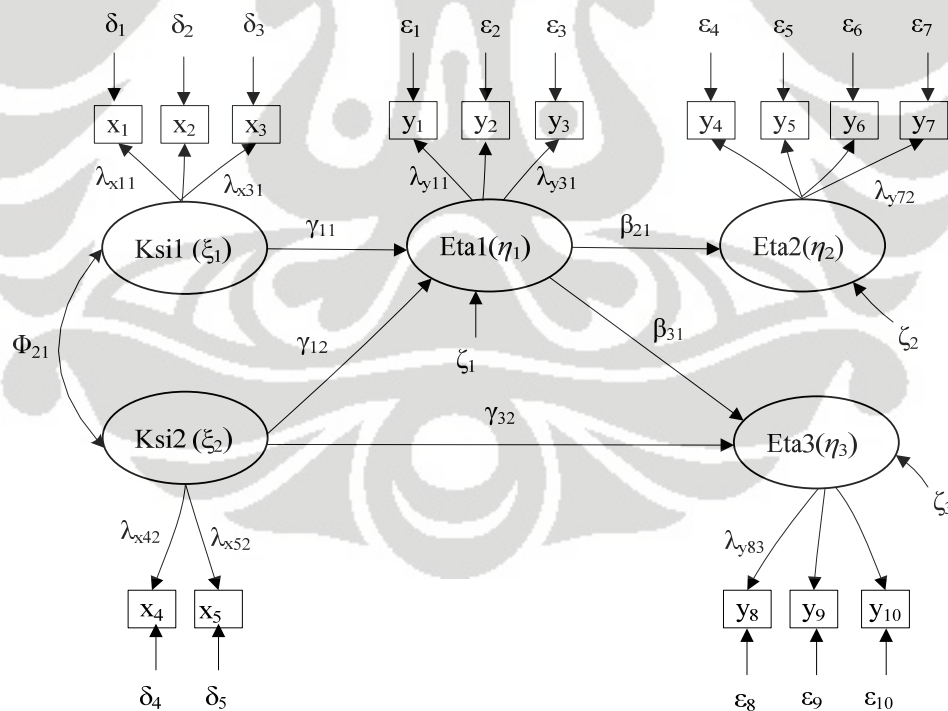 δ1 δ2 δ3 ε1 ε2 ε3 ε4 ε5 ε6 ε7
x1 x2 x3 y1 y2 y3 y4 y5 y6 y7
λx11 λx31 λy11 λy31 λy72
Ksi1 (ξ1) γ11 Eta1(η1) β21 Eta2(η2)
Φ21 γ12 ζ1 β31 ζ2
Ksi2 (ξ2) γ32 Eta3(η3)
ζ3
λx42 λx52 λy83
x4 x5 y8 y9 y10
δ4 δ5 ε8 ε9 ε10